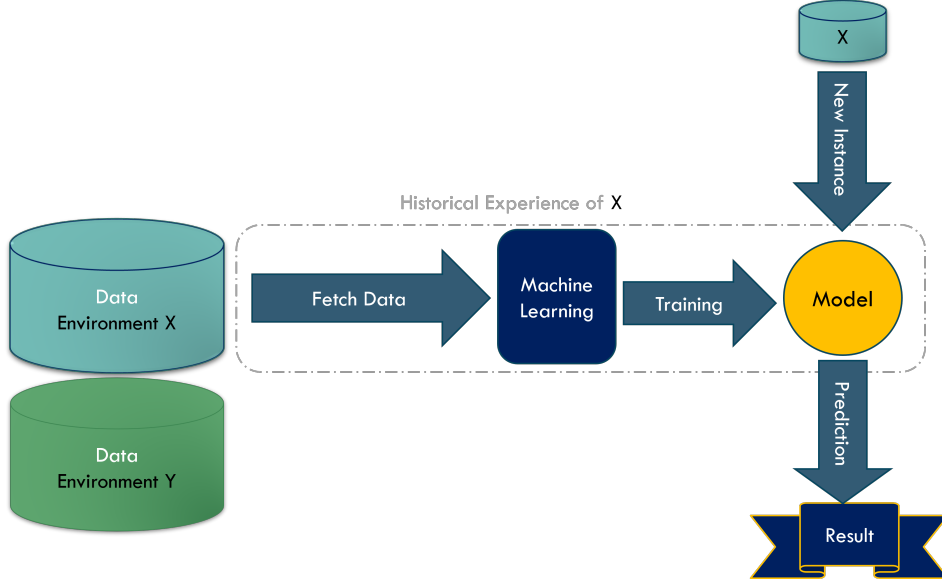 X
New Instance
Historical Experience of X
Data
Environment X
Fetch Data
Machine
Learning
Training
Model
Prediction
Data
Environment Y
Result